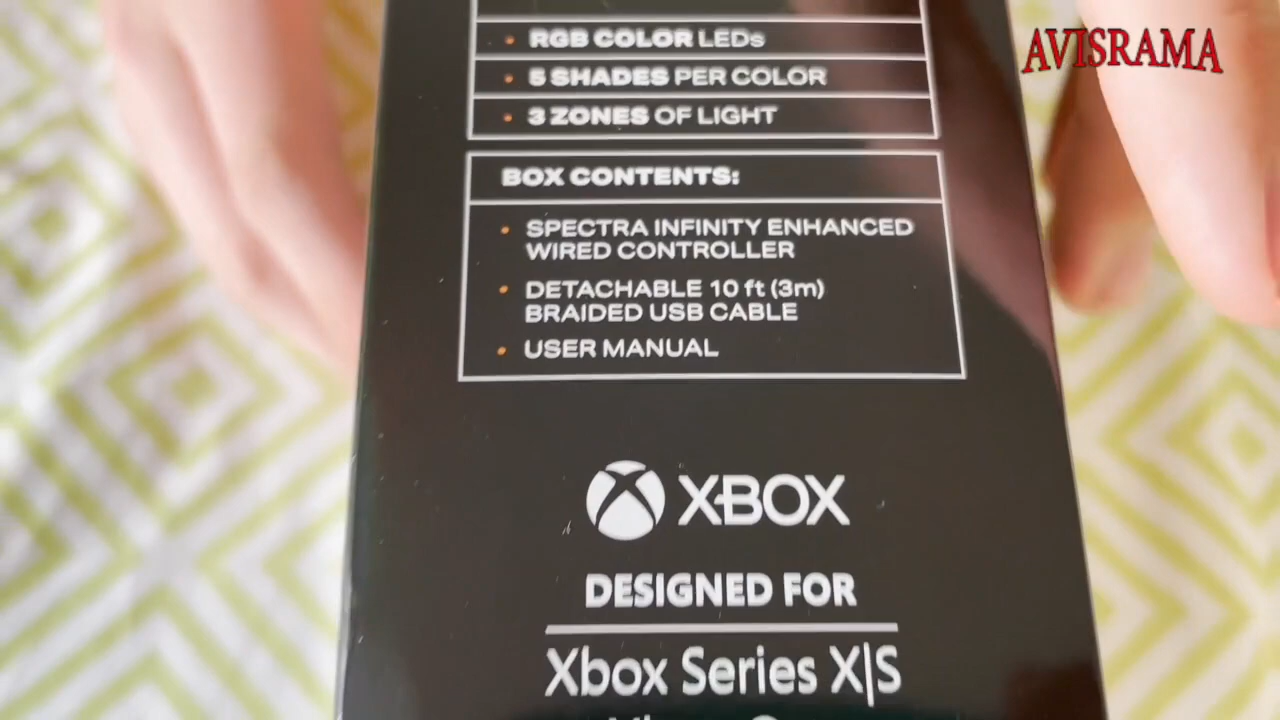 AVISRAMA
• RGB COLOR LEDs
• 5 SHADES PER COLOR
• 3 ZONES OF LIGHT
BOX CONTENTS:
• SPECTRA INFINITY ENHANCED
WIRED CONTROLLER
• DETACHABLE 10 ft (3m)
BRAIDED USB CABLE
• USER MANUAL
XBOX
DESIGNED FOR
Xbox Series X|S